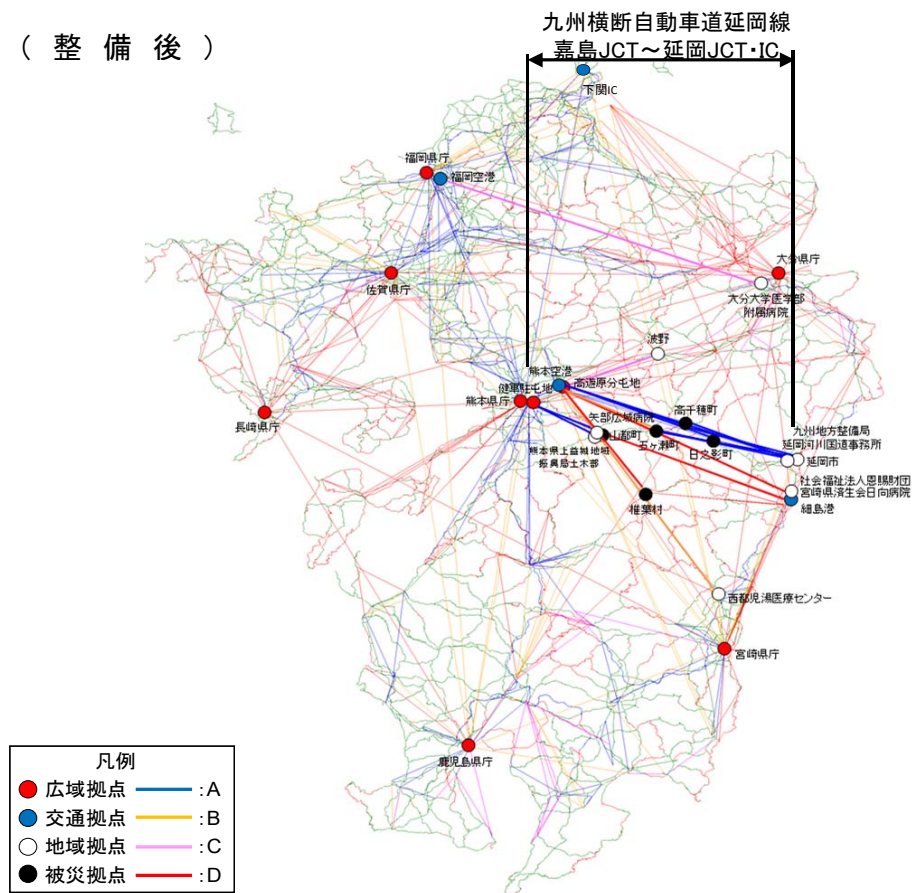 (整備後)
九州横断自動車道延岡線
嘉島JCT～延岡JCT・IC
下関IC
福岡県庁
福岡空港
大分県庁
佐賀県庁
大分大学医学部
附属病院
波野
熊本空港
高遊原分屯地
健軍駐屯地
熊本県庁
長崎県庁
矢部広域病院
高千穂町
山都町
五ヶ瀬町
日之影町
九州地方整備局
延岡河川国道事務所
延岡市
熊本県上益城地域
振興局土木部
社会福祉法人恩賜財団
宮崎県済生会日向病院
細島港
椎葉村
西都児湯医療センター
宮崎県庁
鹿児島県庁
凡例
広域拠点 :A
交通拠点 :B
地域拠点 :C
被災拠点 :D